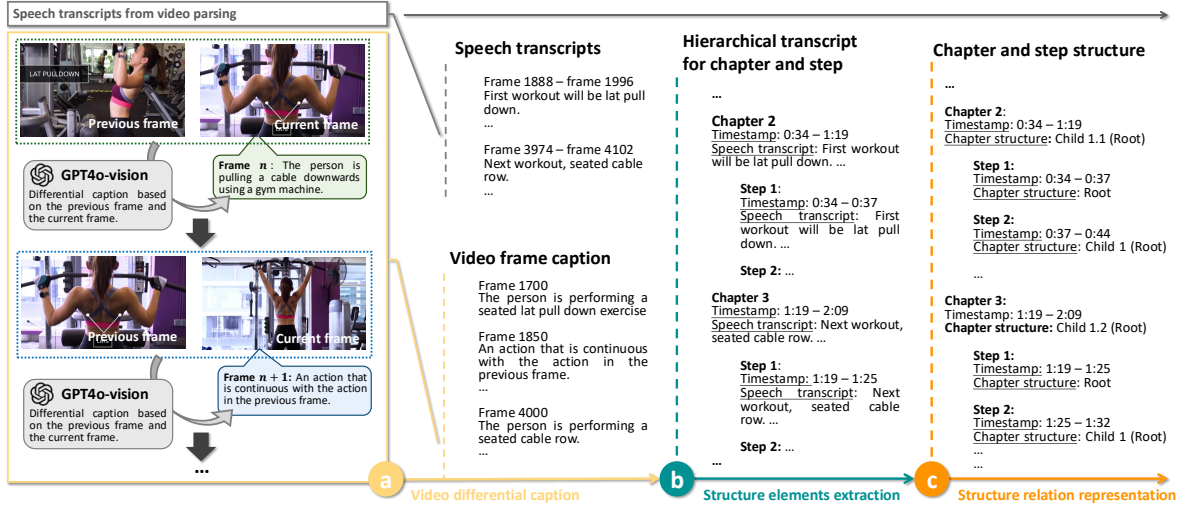 Speech transcripts from video parsing
LAT PULLDOWN
Previous frame
Current frame
GPT4o-vision
Differential caption based
on the previous frame and
the current frame.
Frame n : The person is
pulling a cable downwards
using a gym machine.
Previous frame
Current frame
GPT4o-vision
Differential caption based
on the previous frame and
the current frame.
Frame n + 1: An action that
is continuous with the action
in the previous frame.
...
a
Video differential caption
Speech transcripts
Frame 1888 – frame 1996
First workout will be lat pull
down.
...
Frame 3974 – frame 4102
Next workout, seated cable
row.
...
Video frame caption
Frame 1700
The person is performing a
seated lat pull down exercise
Frame 1850
An action that is continuous
with the action in the
previous frame.
...
Frame 4000
The person is performing a
seated cable row.
...
b
Structure elements extraction
Hierarchical transcript
for chapter and step
...
Chapter 2
Timestamp: 0:34 – 1:19
Speech transcript: First workout
will be lat pull down. ...
Step 1:
Timestamp: 0:34 – 0:37
Speech transcript: First
workout will be lat pull
down. ...
Step 2: ...
Chapter 3
Timestamp: 1:19 – 2:09
Speech transcript: Next workout,
seated cable row. ...
Step 1:
Timestamp: 1:19 – 1:25
Speech transcript: Next
workout, seated cable
row. ...
Step 2: ...
...
c
Structure relation representation
Chapter and step structure
...
Chapter 2:
Timestamp: 0:34 – 1:19
Chapter structure: Child 1.1 (Root)
Step 1:
Timestamp: 0:34 – 0:37
Chapter structure: Root
Step 2:
Timestamp: 0:37 – 0:44
Chapter structure: Child 1 (Root)
...
Chapter 3:
Timestamp: 1:19 – 2:09
Chapter structure: Child 1.2 (Root)
Step 1:
Timestamp: 1:19 – 1:25
Chapter structure: Root
Step 2:
Timestamp: 1:25 – 1:32
Chapter structure: Child 1 (Root)
...
...